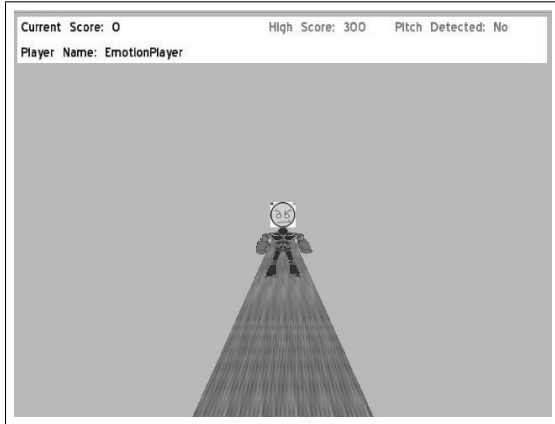 Current Score: 0 High Score: 300 Pitch Detected: No
Player Name: EmotionPlayer